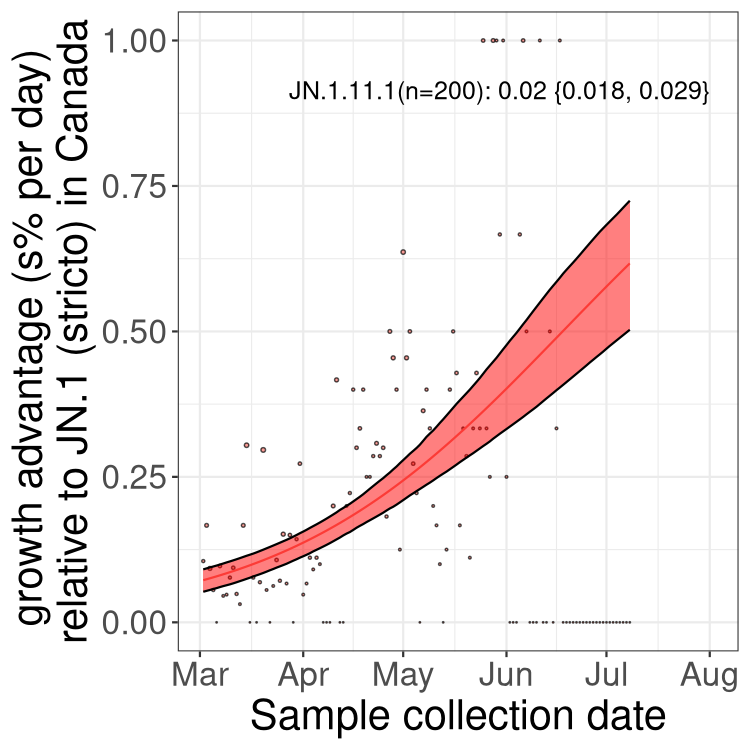 growth advantage (s% per day)
relative to JN.1 (stricto) in Canada
1.00
0.75
0.50
0.25
0.00
JN.1.11.1(n=200): 0.02 {0.018, 0.029}
Mar Apr May Jun Jul Aug
Sample collection date